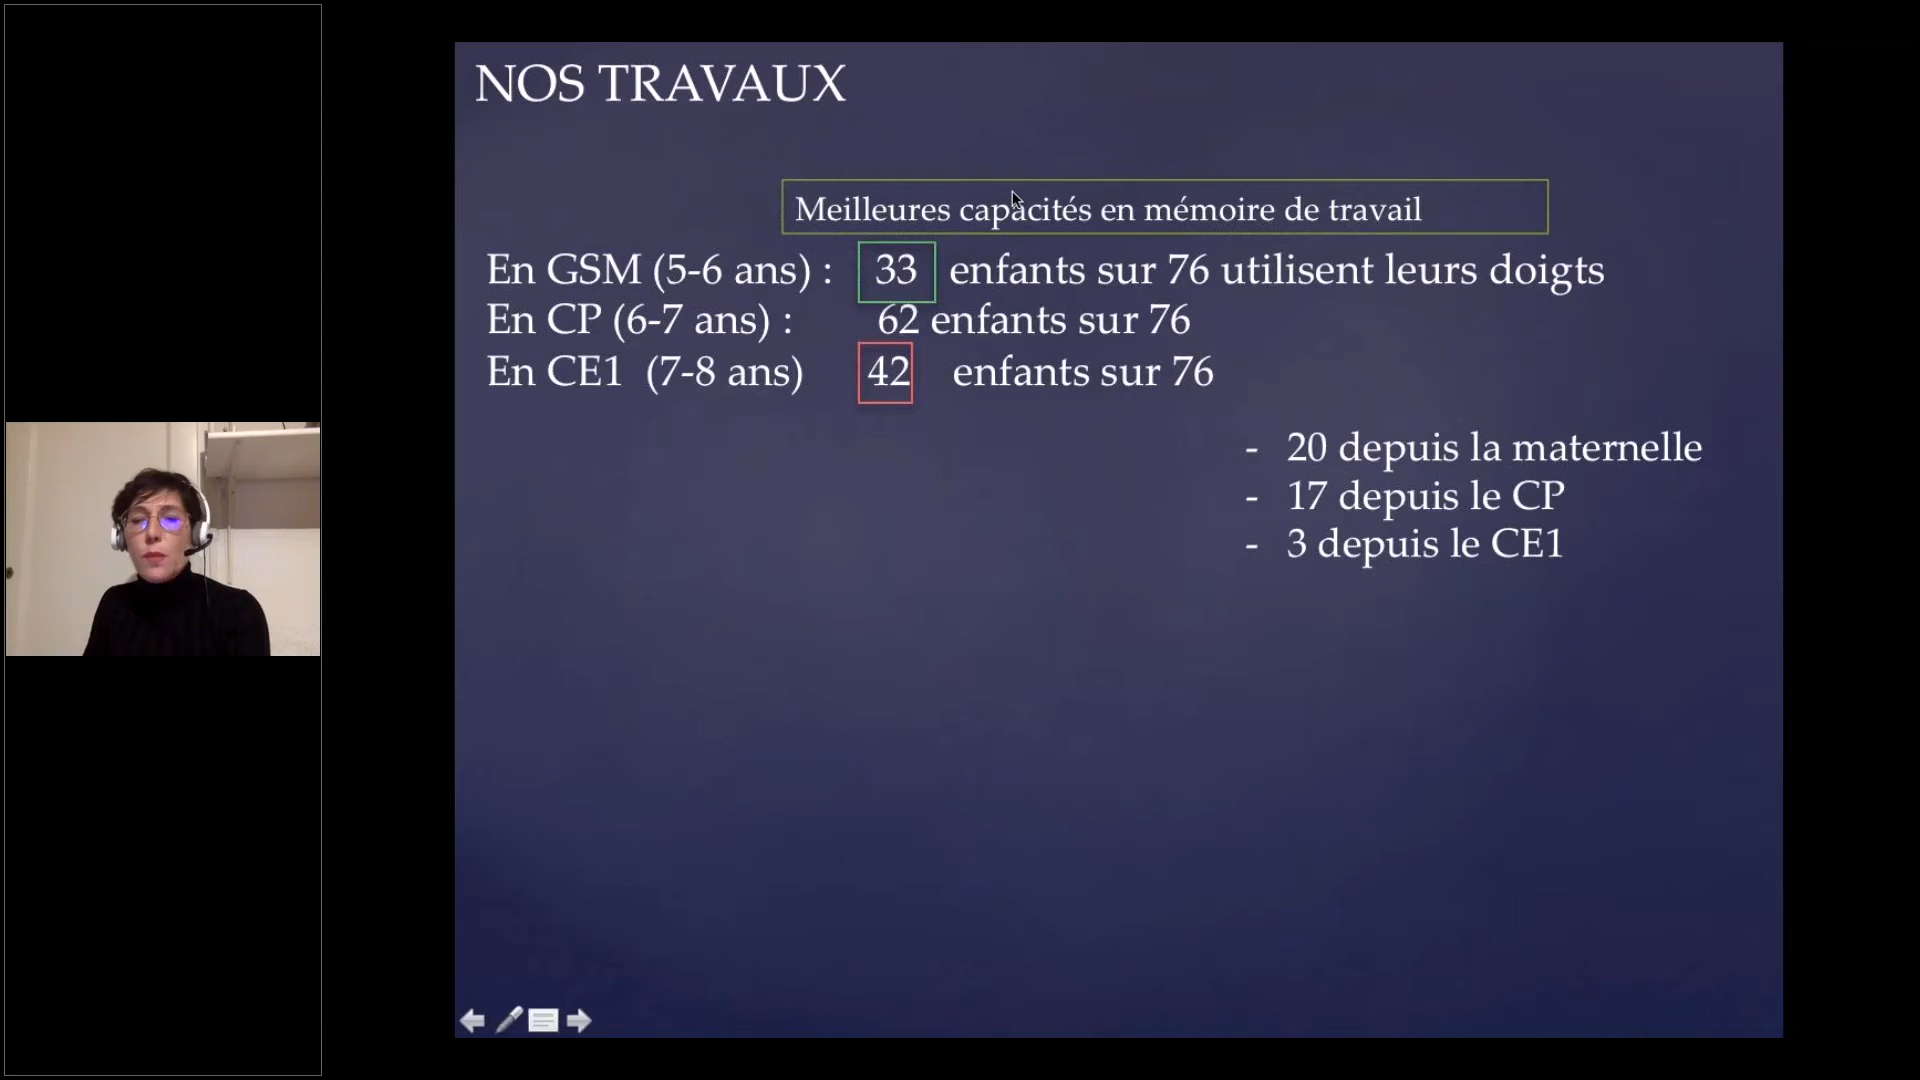 NOS TRAVAUX
Meilleures capacités en mémoire de travail
En GSM (5-6 ans) : 33 enfants sur 76 utilisent leurs doigts
En CP (6-7 ans) : 62 enfants sur 76
En CE1 (7-8 ans) 42 enfants sur 76
- 20 depuis la maternelle
- 17 depuis le CP
- 3 depuis le CE1